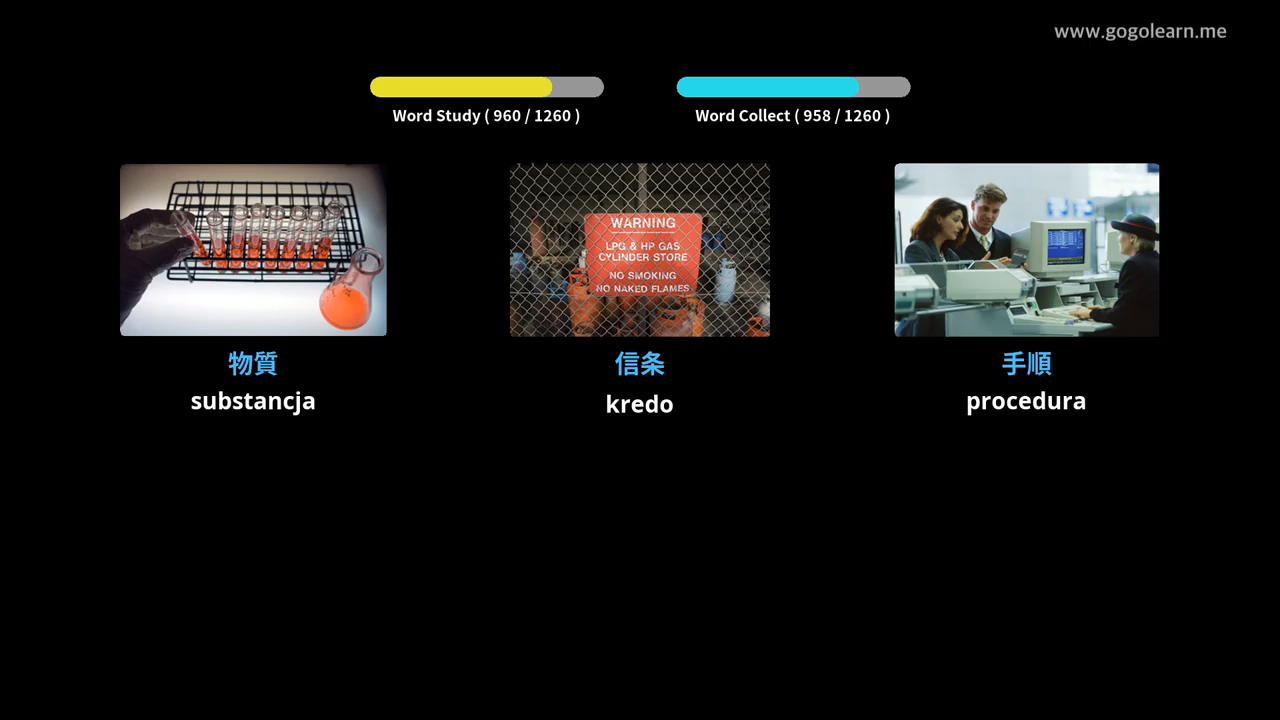 www.gogolearn.me
Word Study ( 960 / 1260 )
Word Collect ( 958 / 1260 )
WARNING
LPG & HP GAS
CYLINDER STORE
NO SMOKING
NO NAKED FLAMES
物質
信条
手順
substancja
kredo
procedura